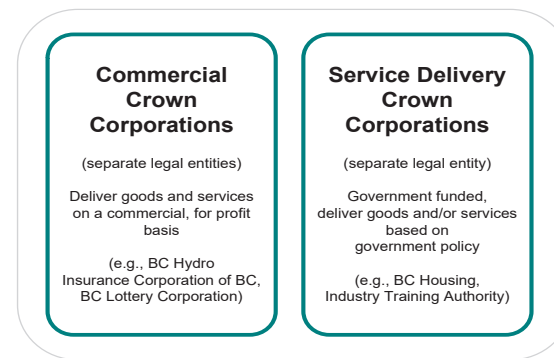 Commercial
Crown
Corporations
(separate legal entities)
Deliver goods and services
on a commercial, for profit
basis
(e.g., BC Hydro
Insurance Corporation of BC,
BC Lottery Corporation)
Service Delivery
Crown
Corporations
(separate legal entity)
Government funded,
deliver goods and/or services
based on
government policy
(e.g., BC Housing,
Industry Training Authority)